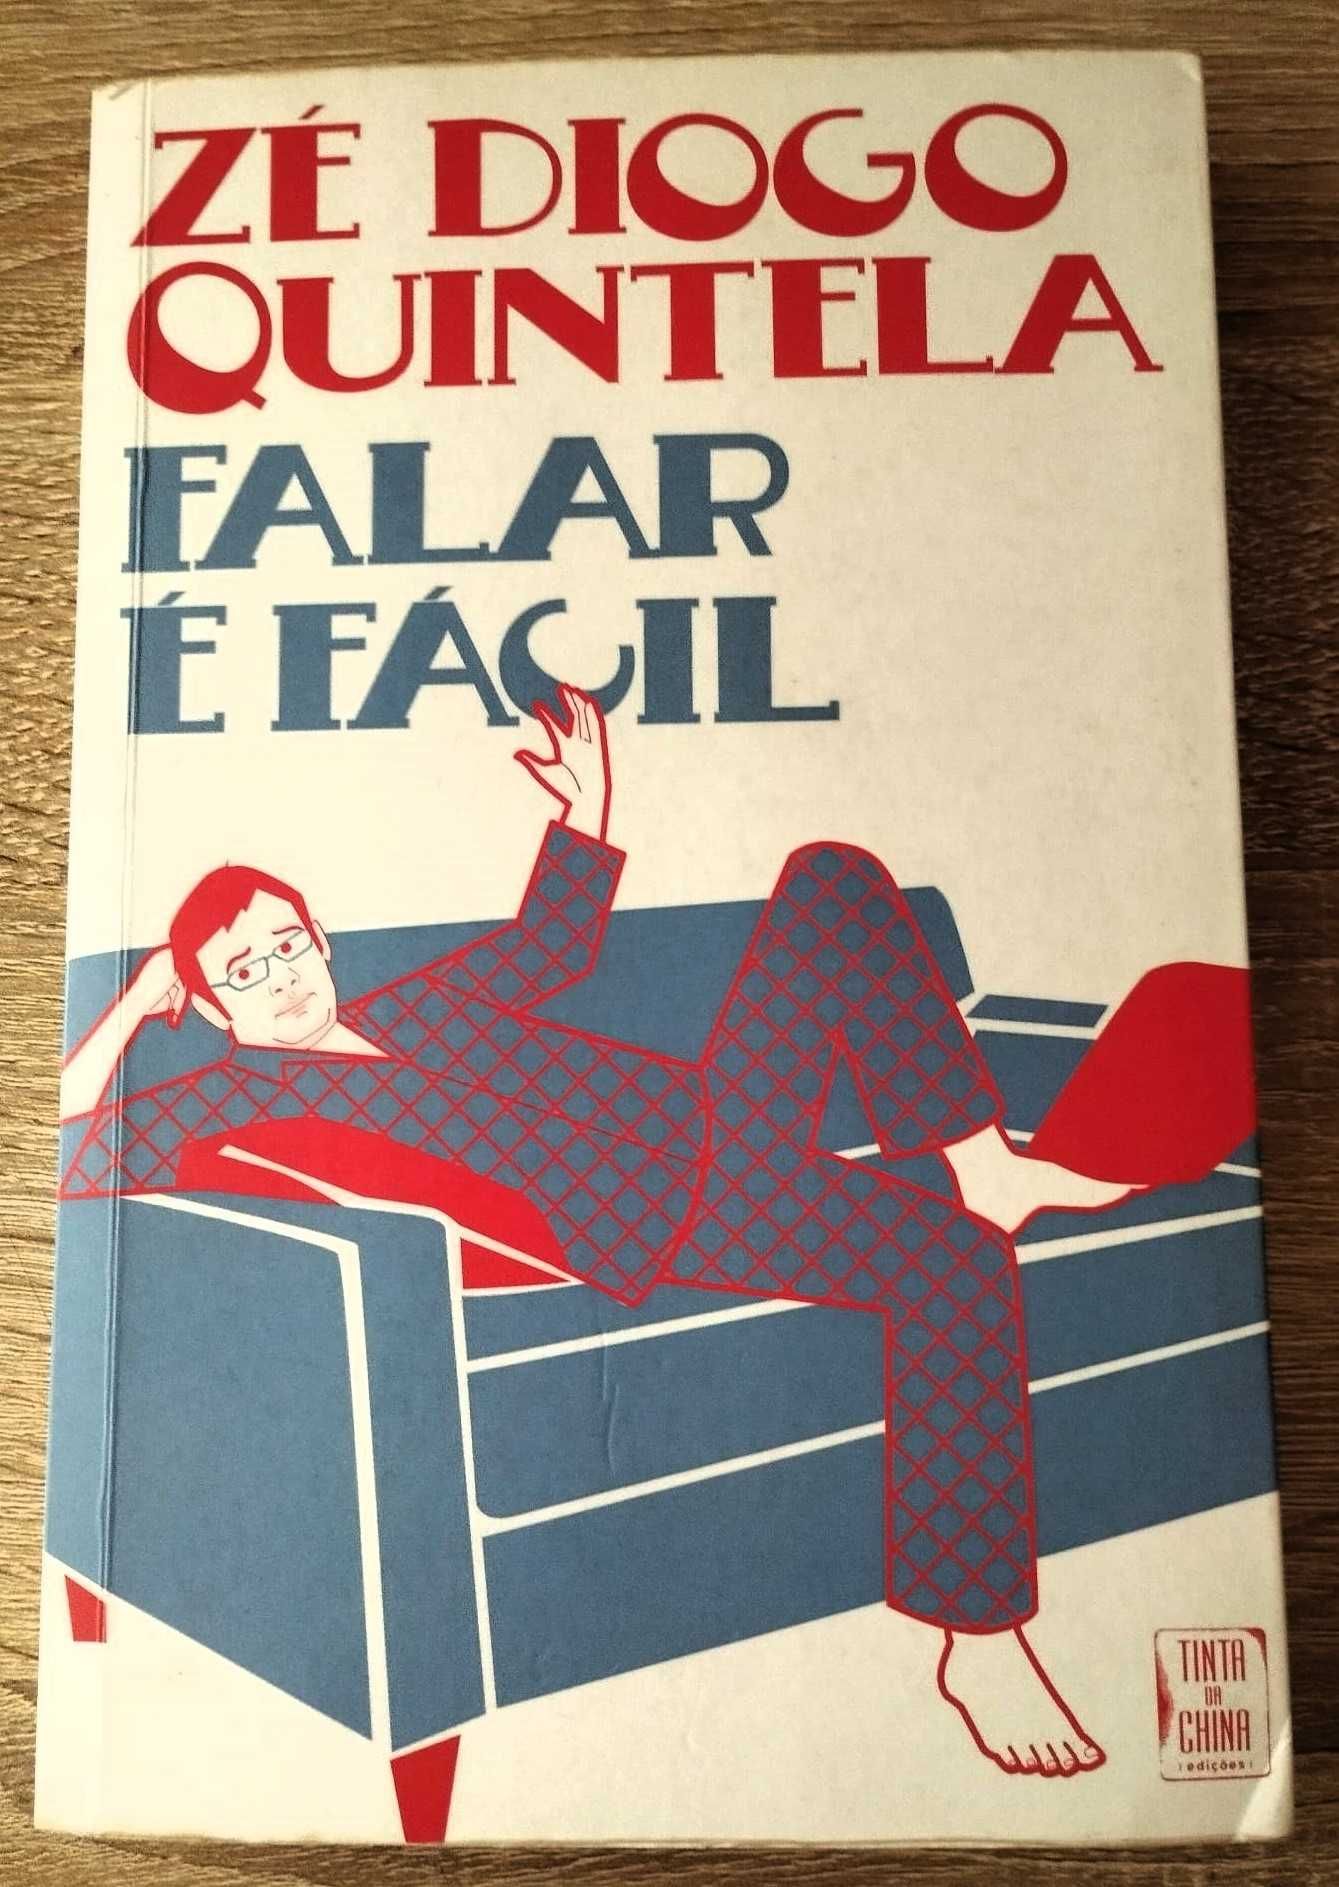 ZÉ DIOGO
QUINTELA
FALAR
É FÁCIL
TINTA
DA
CHINA
edições